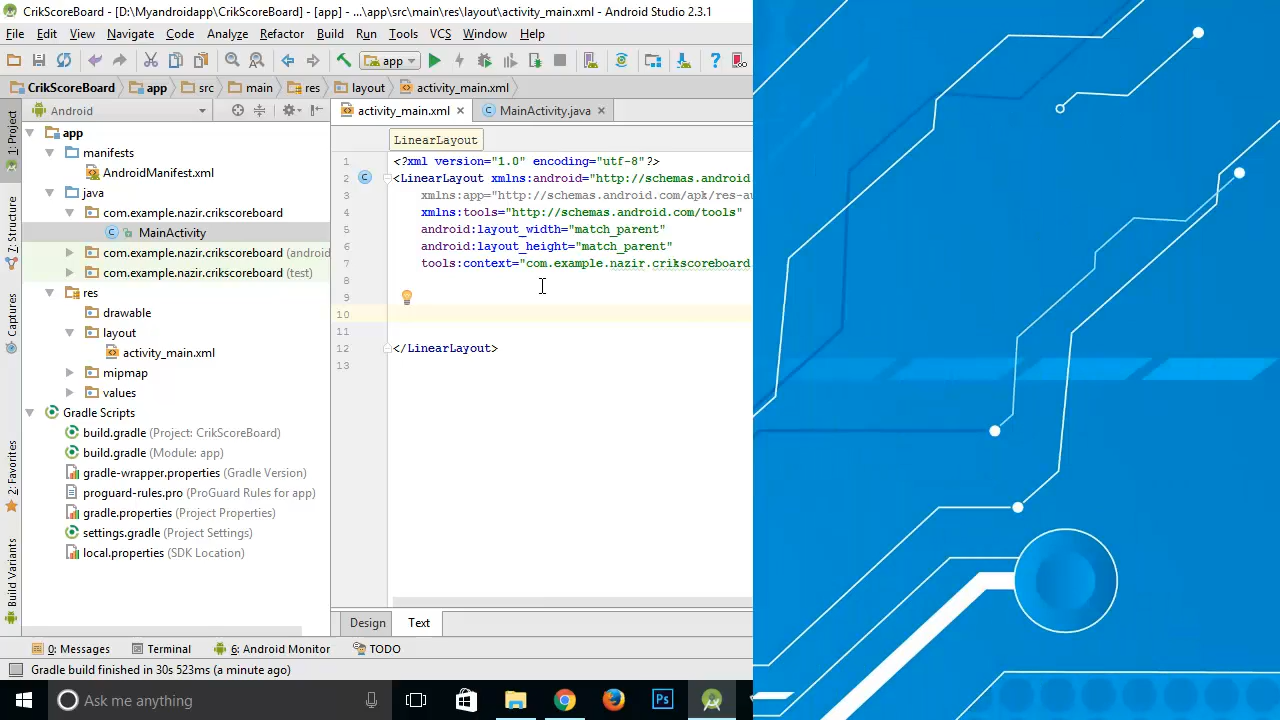 CrikScoreBoard - [D:\Myandroidapp\CrikScoreBoard] - [app] - ...\app\src\main\res\layout\activity_main.xml - Android Studio 2.3.1
File Edit View Navigate Code Analyze Refactor Build Run Tools VCS Window Help
app
CrikScoreBoard app src main res layout activity_main.xml
Android
activity_main.xml MainActivity.java
1: Project
7: Structure
Captures
2: Favorites
Build Variants
app
manifests
AndroidManifest.xml
java
com.example.nazir.crikscoreboard
MainActivity
com.example.nazir.crikscoreboard (android
com.example.nazir.crikscoreboard (test)
res
drawable
layout
activity_main.xml
mipmap
values
Gradle Scripts
build.gradle (Project: CrikScoreBoard)
build.gradle (Module: app)
gradle-wrapper.properties (Gradle Version)
proguard-rules.pro (ProGuard Rules for app)
gradle.properties (Project Properties)
settings.gradle (Project Settings)
local.properties (SDK Location)
LinearLayout
1 <?xml version="1.0" encoding="utf-8"?>
2 <LinearLayout xmlns:android="http://schemas.android
3 xmlns:app="http://schemas.android.com/apk/res-au
4 xmlns:tools="http://schemas.android.com/tools"
5 android:layout_width="match_parent"
6 android:layout_height="match_parent"
7 tools:context="com.example.nazir.crikscoreboard
8
9
10
11
12 </LinearLayout>
13
Design Text
0: Messages Terminal 6: Android Monitor TODO
Gradle build finished in 30s 523ms (a minute ago)
Ask me anything
Ps